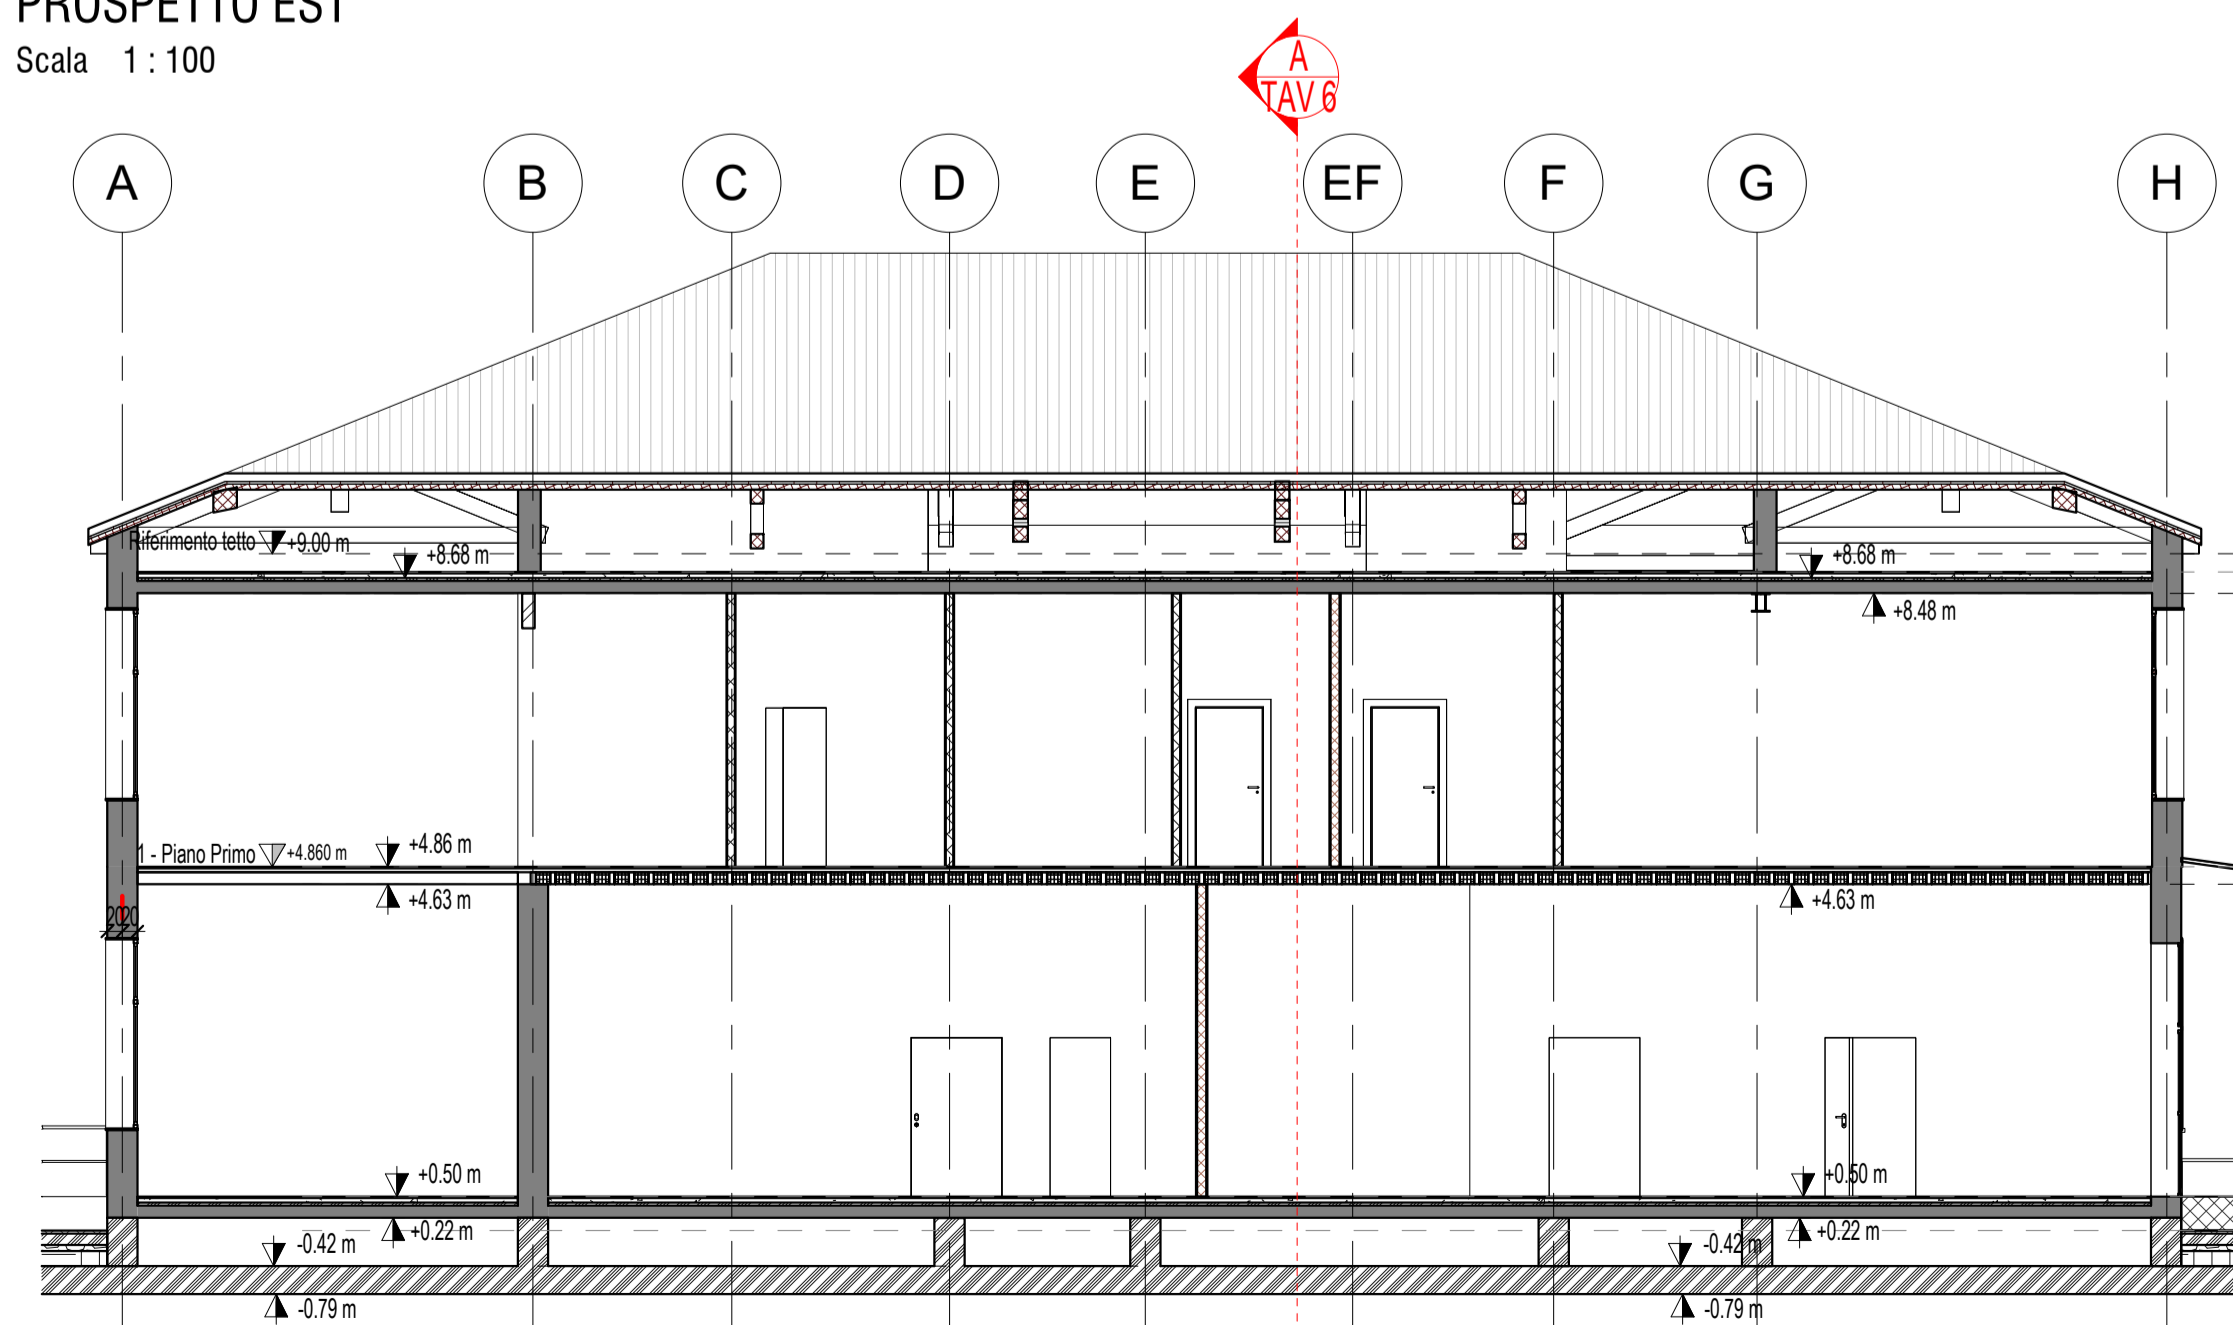 PROSPETTO EST
Scala 1 : 100
A
TAV 6
A B C D E EF F G H
Riferimento tetto +9.00 m
+8.68 m +8.68 m
+8.48 m
1 - Piano Primo +4.860 m +4.86 m
+4.63 m +4.63 m
20 20
+0.50 m +0.50 m
+0.22 m +0.22 m
-0.42 m -0.42 m
-0.79 m -0.79 m